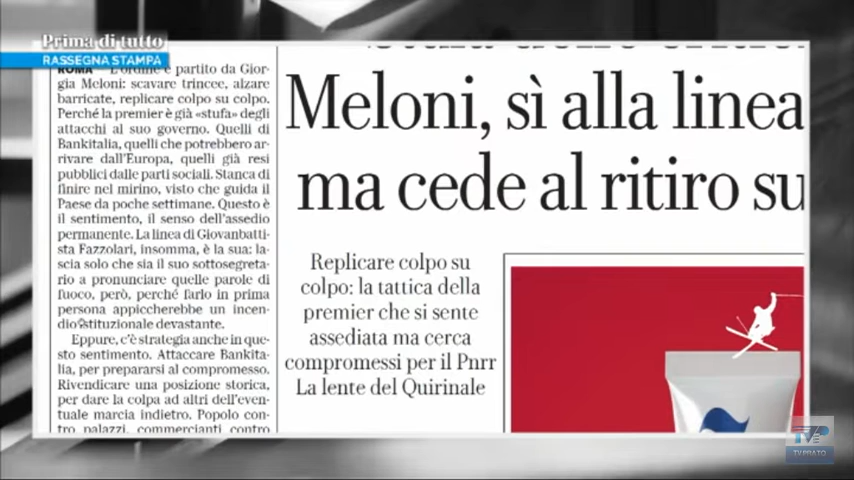 Prima di tutto
RASSEGNA STAMPA
ROMA L'ordine è partito da Gior-
gia Meloni: scavare trincee, alzare
barricate, replicare colpo su colpo.
Perché la premier è già «stufa» degli
attacchi al suo governo. Quelli di
Bankitalia, quelli che potrebbero ar-
rivare dall'Europa, quelli già resi
pubblici dalle parti sociali. Stanca di
finire nel mirino, visto che guida il
Paese da poche settimane. Questo è
il sentimento, il senso dell'assedio
permanente. La linea di Giovanbatti-
sta Fazzolari, insomma, è la sua: la-
scia solo che sia il suo sottosegreta-
rio a pronunciare quelle parole di
fuoco, però, perché farlo in prima
persona appiccherebbe un incen-
dio istituzionale devastante.
Eppure, c'è strategia anche in que-
sto sentimento. Attaccare Bankita-
lia, per prepararsi al compromesso.
Rivendicare una posizione storica,
per dare la colpa ad altri dell'even-
tuale marcia indietro. Popolo con-
tro palazzi, commercianti contro
Meloni, sì alla linea
ma cede al ritiro su
Replicare colpo su
colpo: la tattica della
premier che si sente
assediata ma cerca
compromessi per il Pnrr
La lente del Quirinale
TVP
TV PRATO